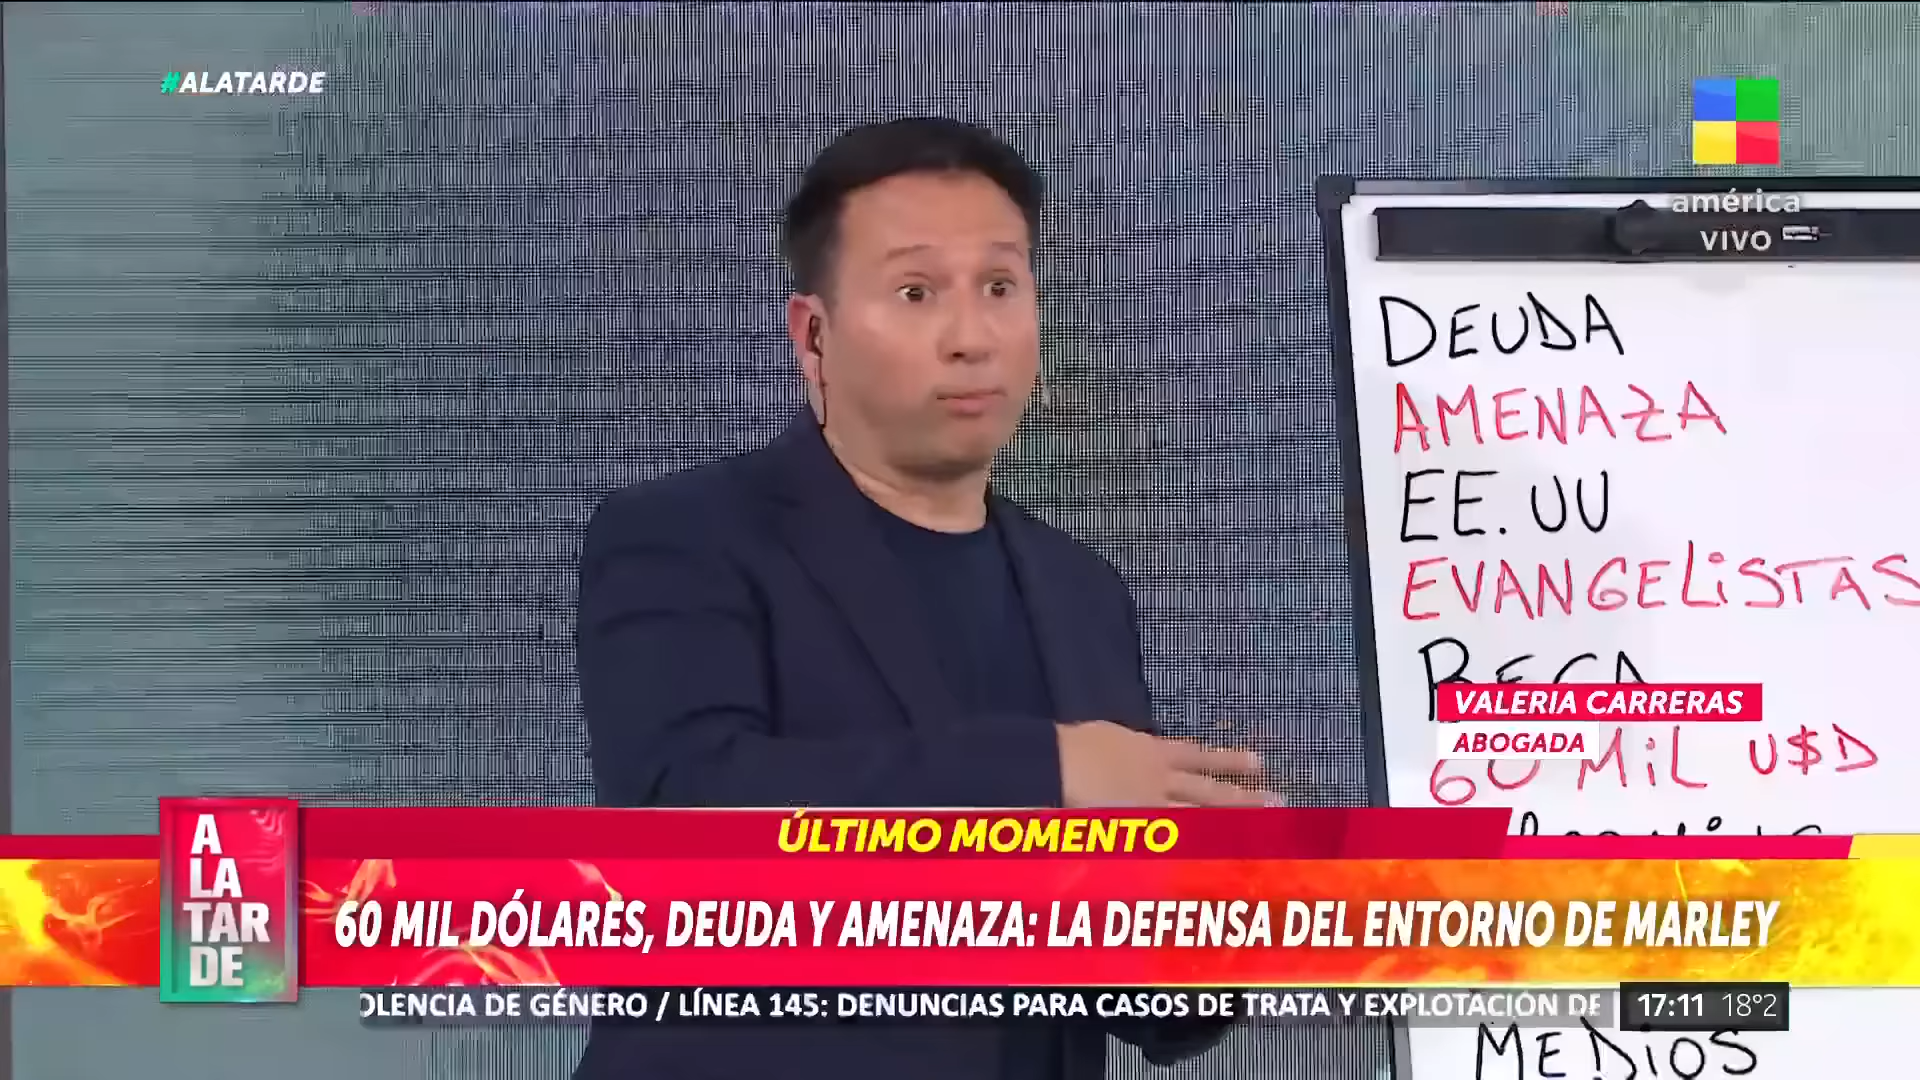 #ALATARDE
américa
VIVO
DEUDA
AMENAZA
EE.UU
EVANGELISTAS
BECA
VALERIA CARRERAS
ABOGADA
60 MIL U$D
ÚLTIMO MOMENTO
A
LA
TAR
DE
60 MIL DÓLARES, DEUDA Y AMENAZA: LA DEFENSA DEL ENTORNO DE MARLEY
OLENCIA DE GÉNERO / LÍNEA 145: DENUNCIAS PARA CASOS DE TRATA Y EXPLOTACIÓN DE
17:11 18°2
MEDIOS